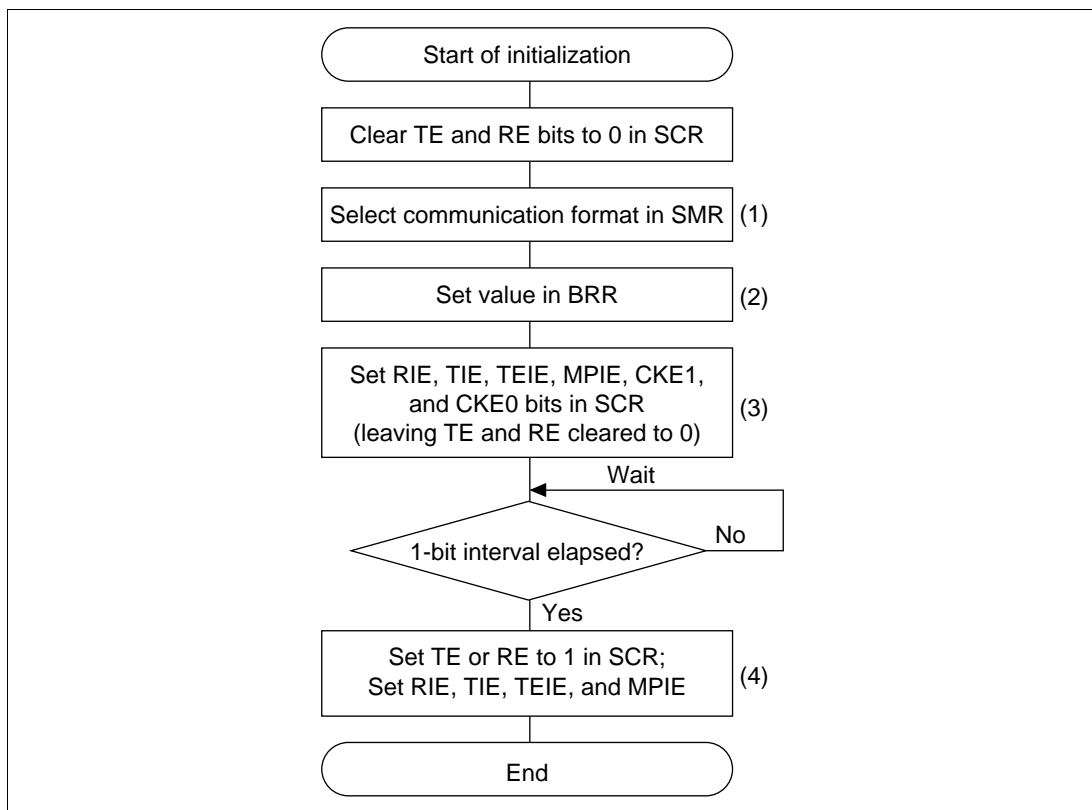 Start of initialization
Clear TE and RE bits to 0 in SCR
Select communication format in SMR
(1)
Set value in BRR
(2)
Set RIE, TIE, TEIE, MPIE, CKE1,
and CKE0 bits in SCR
(leaving TE and RE cleared to 0)
(3)
Wait
1-bit interval elapsed?
No
Yes
Set TE or RE to 1 in SCR;
Set RIE, TIE, TEIE, and MPIE
(4)
End